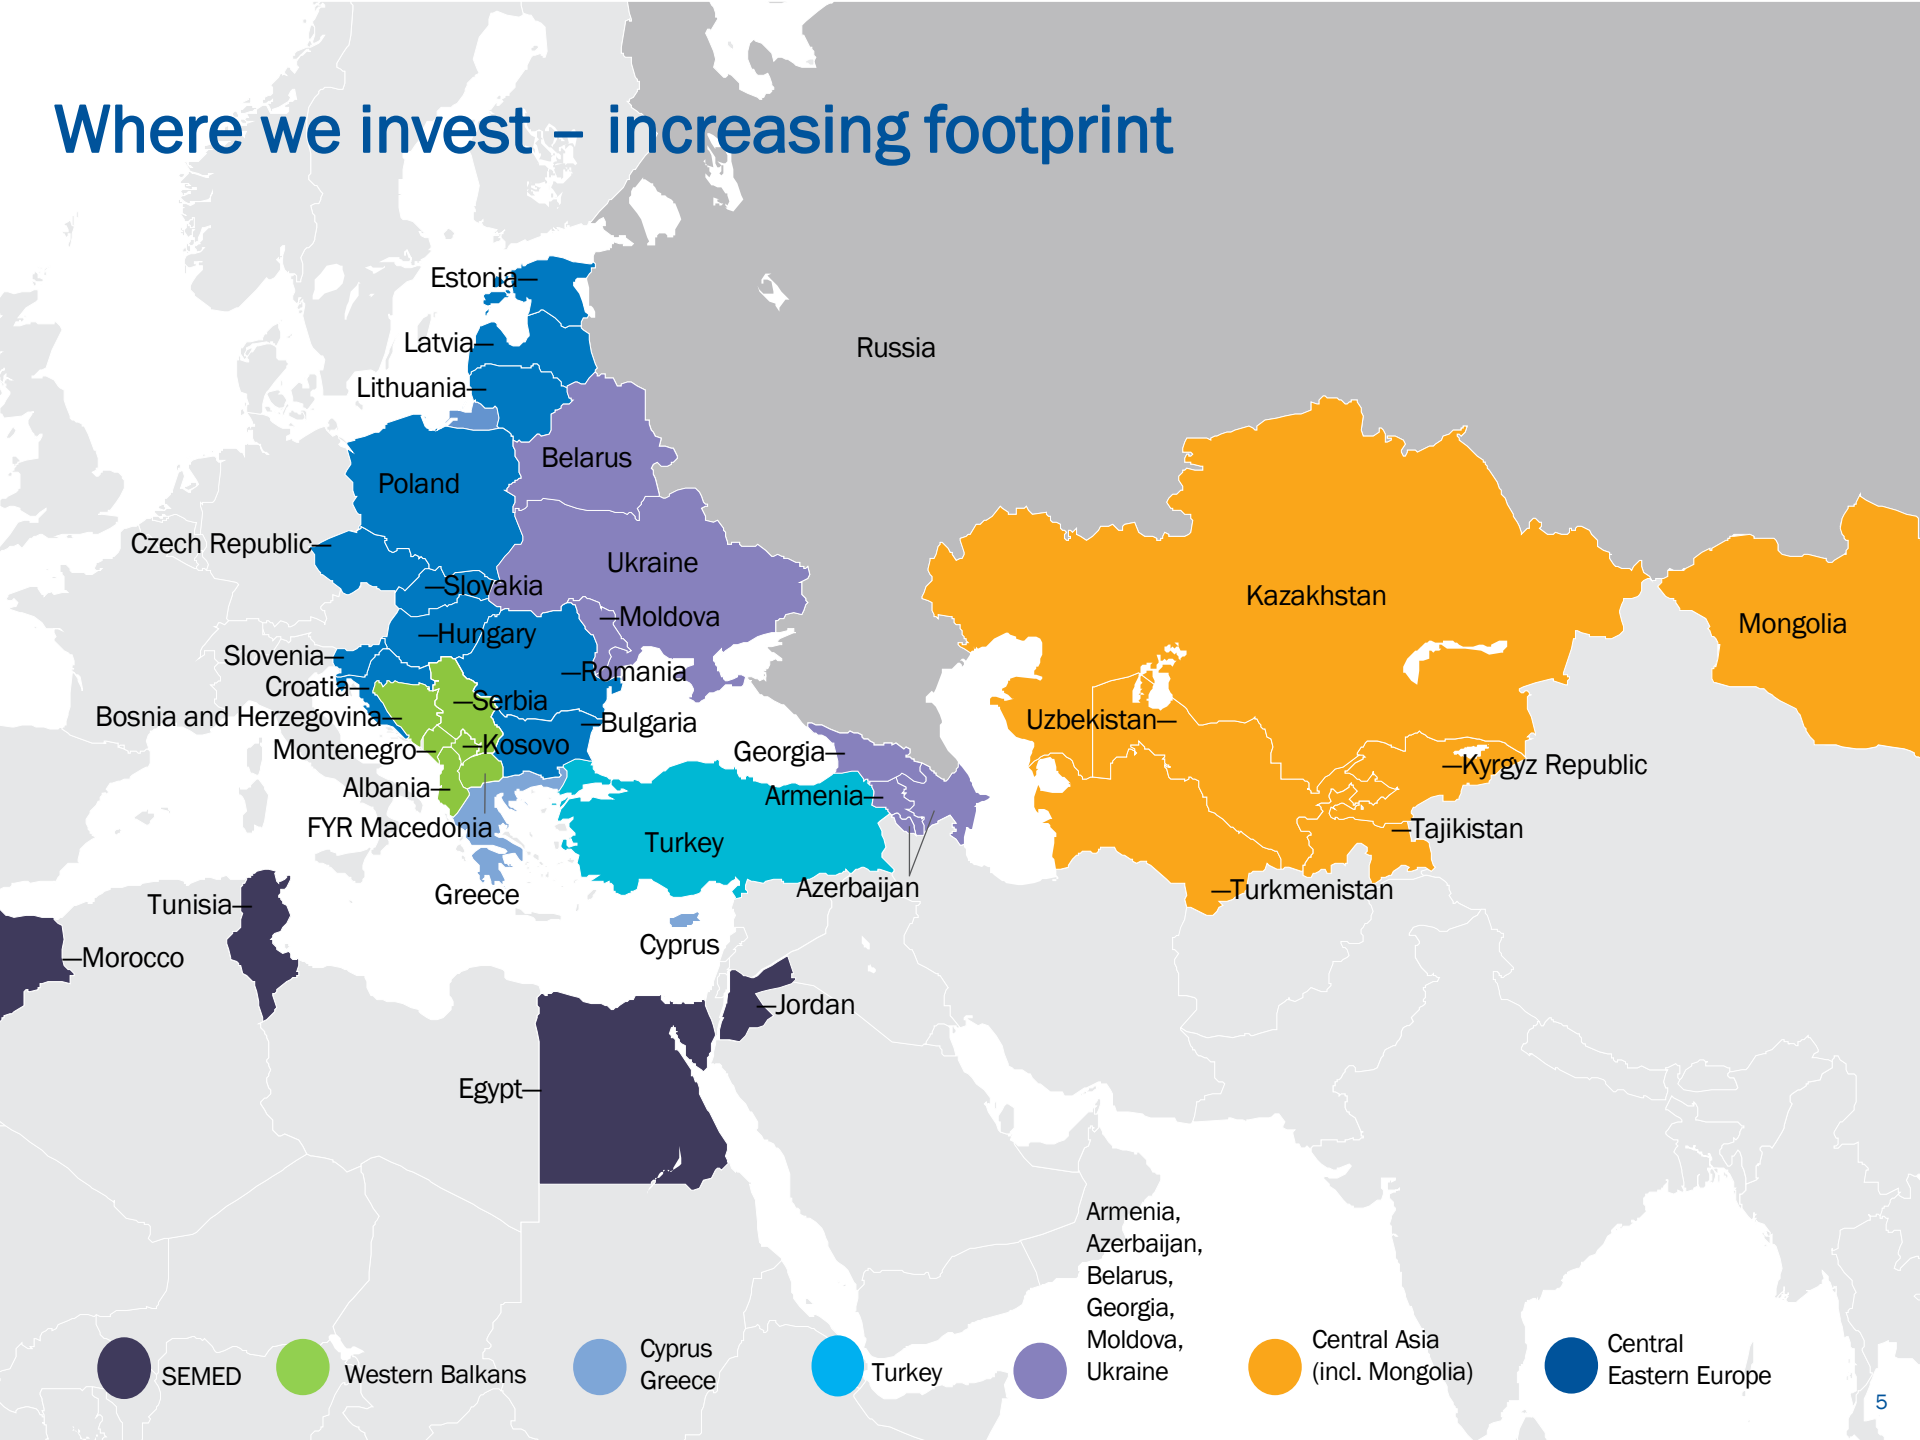 Where we invest – increasing footprint
Estonia
Latvia
Russia
Lithuania
Belarus
Poland
Czech Republic
Ukraine
Slovakia
Kazakhstan
Moldova
Mongolia
Hungary
Slovenia
Romania
Croatia
Serbia
Bosnia and Herzegovina
Bulgaria
Uzbekistan
Montenegro
Kosovo
Georgia
Kyrgyz Republic
Albania
Armenia
FYR Macedonia
Turkey
Tajikistan
Greece
Azerbaijan
Turkmenistan
Tunisia
Cyprus
Morocco
Jordan
Egypt
SEMED
Western Balkans
Cyprus
Greece
Turkey
Armenia,
Azerbaijan,
Belarus,
Georgia,
Moldova,
Ukraine
Central Asia
(incl. Mongolia)
Central
Eastern Europe
5